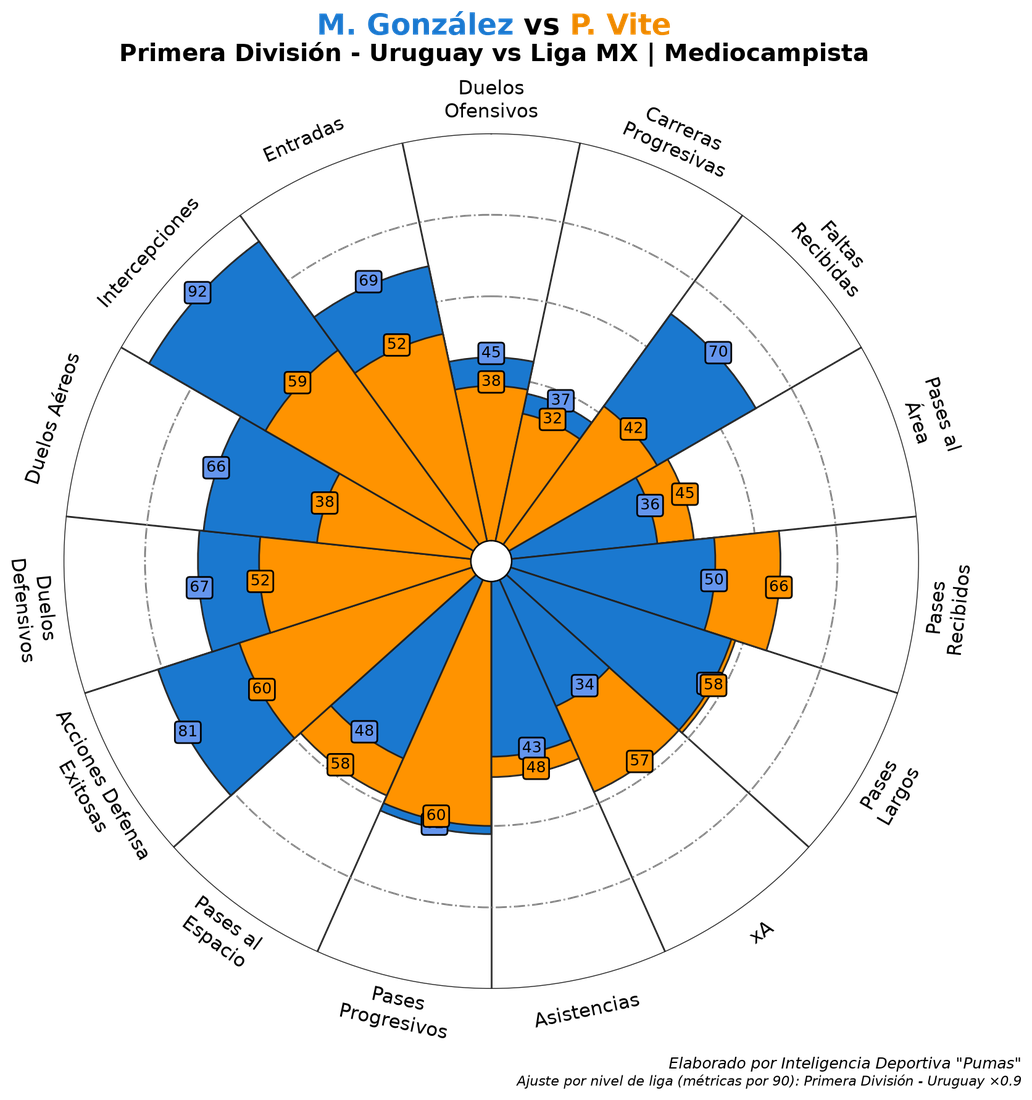 M. González vs P. Vite
Primera División - Uruguay vs Liga MX | Mediocampista
Duelos
Ofensivos
Carreras
Progresivas
Faltas
Recibidas
Pases al
Área
Pases
Recibidos
Pases
Largos
xA
Asistencias
Pases
Progresivos
Pases al
Espacio
Acciones Defensa
Exitosas
Duelos
Defensivos
Duelos Aéreos
Intercepciones
Entradas
45
38
37
32
70
42
36
45
50
66
58
34
57
43
48
60
48
58
81
60
67
52
66
38
92
59
69
52
Elaborado por Inteligencia Deportiva "Pumas"
Ajuste por nivel de liga (métricas por 90): Primera División - Uruguay ×0.9